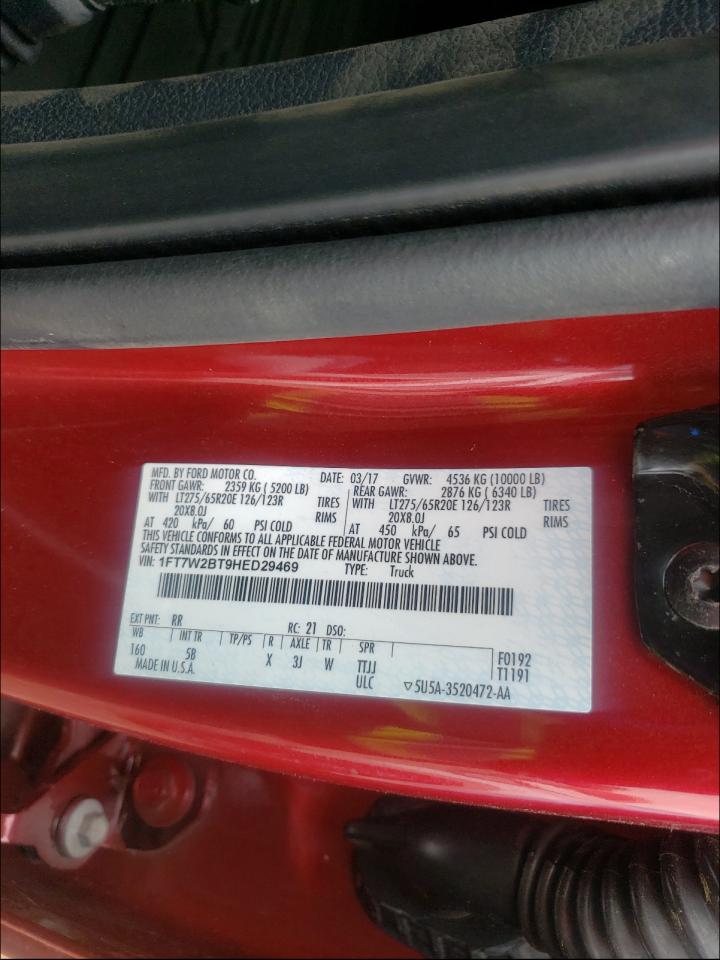 MFD. BY FORD MOTOR CO. DATE: 03/17 GVWR: 4536 KG (10000 LB)
FRONT GAWR: 2359 KG (5200 LB) REAR GAWR: 2876 KG (6340 LB)
WITH LT275/65R20E 126/123R TIRES WITH LT275/65R20E 126/123R TIRES
20X8.0J RIMS 20X8.0J RIMS
AT 420 kPa/ 60 PSI COLD AT 450 kPa/ 65 PSI COLD
THIS VEHICLE CONFORMS TO ALL APPLICABLE FEDERAL MOTOR VEHICLE
SAFETY STANDARDS IN EFFECT ON THE DATE OF MANUFACTURE SHOWN ABOVE.
VIN: 1FT7W2BT9HED29469 TYPE: Truck
EXT PNT: RR RC: 21 DSO:
WB INT TR TP/PS R AXLE TR SPR
160 5B X 3J W TTJJ F0192
MADE IN U.S.A. ULC ▽5U5A-3520472-AA T1191